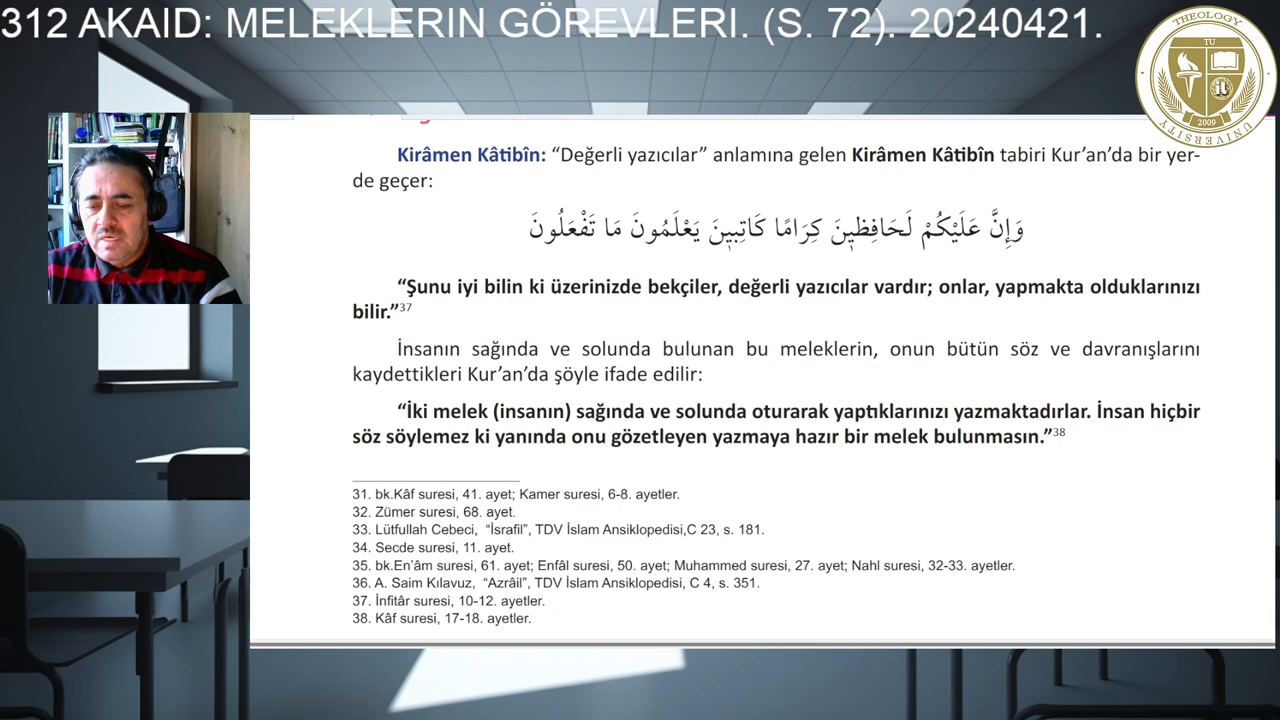 312 AKAID: MELEKLERIN GÖREVLERI. (S. 72). 20240421.
THEOLOGY
TU
2009
UNIVERSITY
Kirâmen Kâtibîn: “Değerli yazıcılar” anlamına gelen Kirâmen Kâtibîn tabiri Kur’an’da bir yer-
de geçer:
وَإِنَّ عَلَيْكُمْ لَحَافِظ۪ينَ كِرَامًا كَاتِب۪ينَ يَعْلَمُونَ مَا تَفْعَلُونَ
“Şunu iyi bilin ki üzerinizde bekçiler, değerli yazıcılar vardır; onlar, yapmakta olduklarınızı
bilir.”37
İnsanın sağında ve solunda bulunan bu meleklerin, onun bütün söz ve davranışlarını
kaydettikleri Kur’an’da şöyle ifade edilir:
“İki melek (insanın) sağında ve solunda oturarak yaptıklarınızı yazmaktadırlar. İnsan hiçbir
söz söylemez ki yanında onu gözetleyen yazmaya hazır bir melek bulunmasın.”38
31. bk.Kâf suresi, 41. ayet; Kamer suresi, 6-8. ayetler.
32. Zümer suresi, 68. ayet.
33. Lütfullah Cebeci, “İsrafil”, TDV İslam Ansiklopedisi,C 23, s. 181.
34. Secde suresi, 11. ayet.
35. bk.En’âm suresi, 61. ayet; Enfâl suresi, 50. ayet; Muhammed suresi, 27. ayet; Nahl suresi, 32-33. ayetler.
36. A. Saim Kılavuz, “Azrâil”, TDV İslam Ansiklopedisi, C 4, s. 351.
37. İnfitâr suresi, 10-12. ayetler.
38. Kâf suresi, 17-18. ayetler.